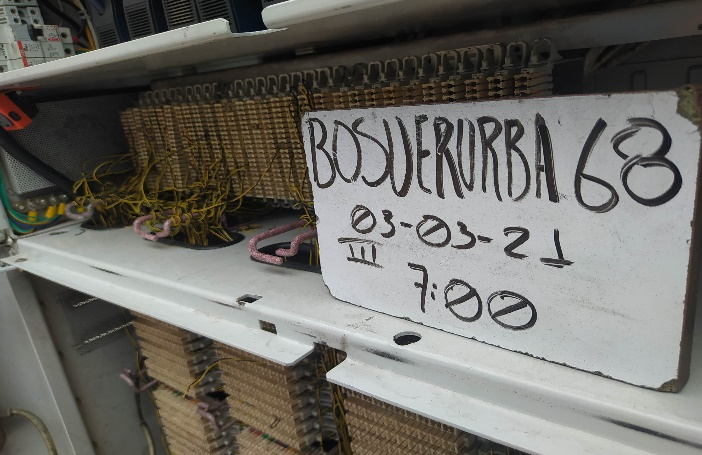 BOSUERURBA 68
03-03-21
III
7:00